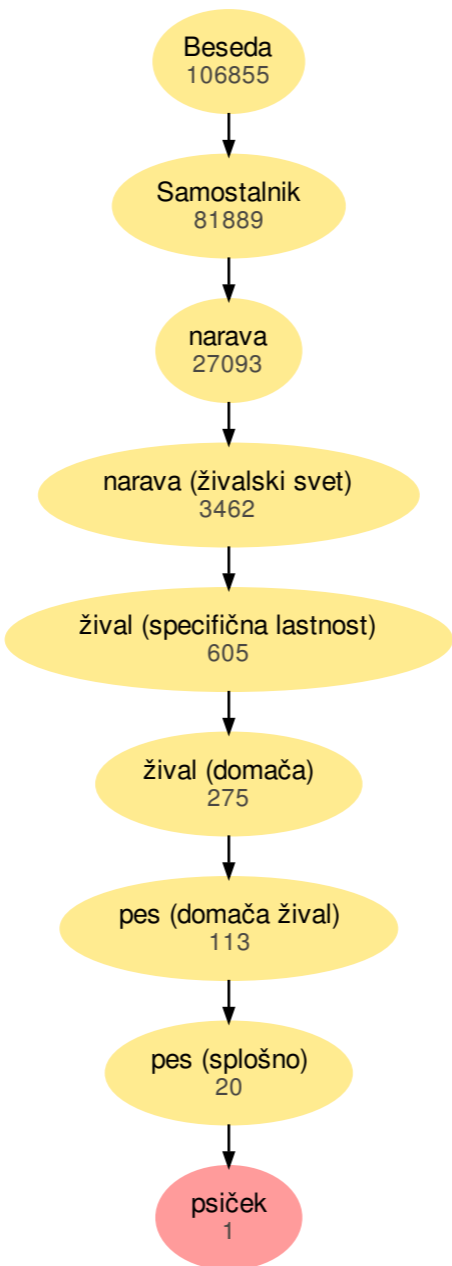 Beseda
106855
Samostalnik
81889
narava
27093
narava (živalski svet)
3462
žival (specifična lastnost)
605
žival (domača)
275
pes (domača žival)
113
pes (splošno)
20
psiček
1